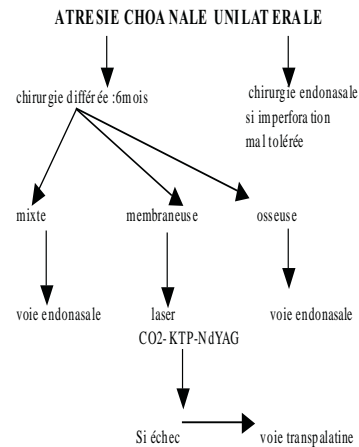 ATRESIE CHOANALE UNILATERALE
chirurgie différée :6mois
chirurgie endonasale
si imperforation
mal tolérée
mixte
membraneuse
osseuse
voie endonasale
laser
voie endonasale
CO2-KTP-NdYAG
Si échec
voie transpalatine